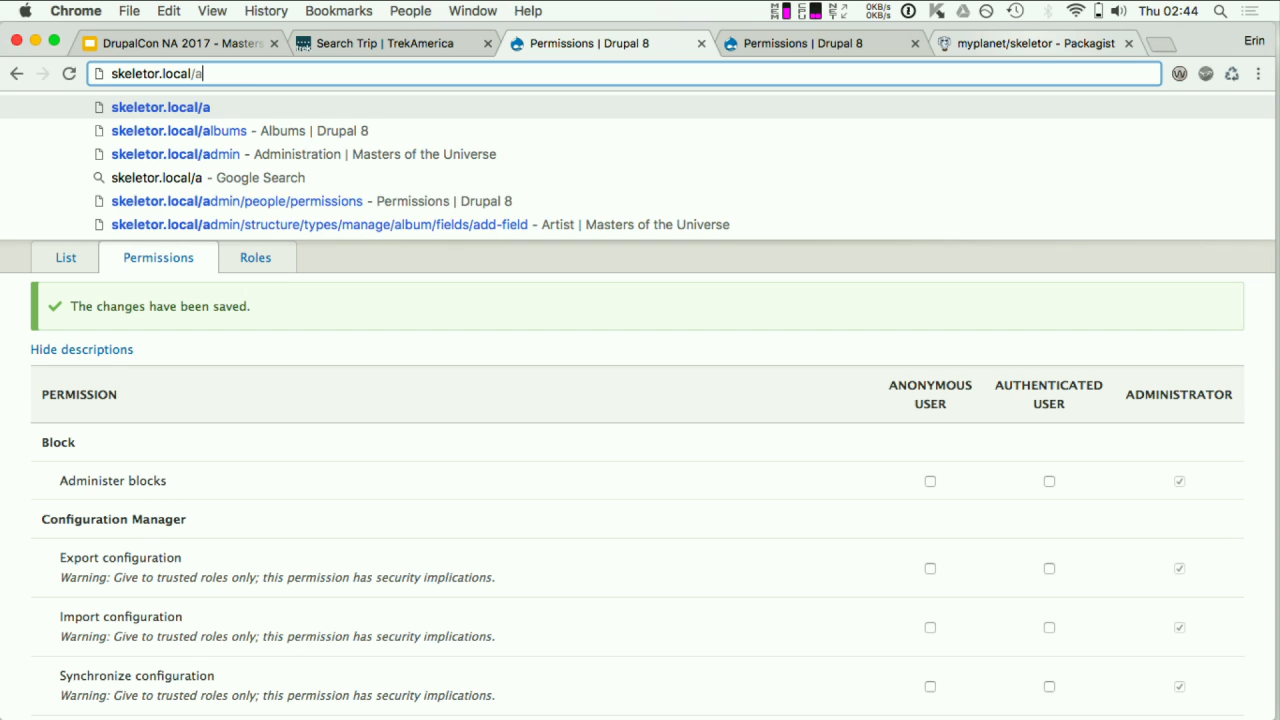 Chrome File Edit View History Bookmarks People Window Help MEM CPU NET 0KB/s 0KB/s Thu 02:44
DrupalCon NA 2017 - Masters Search Trip | TrekAmerica Permissions | Drupal 8 Permissions | Drupal 8 myplanet/skeletor - Packagist Erin
skeletor.local/a
skeletor.local/a
skeletor.local/albums - Albums | Drupal 8
skeletor.local/admin - Administration | Masters of the Universe
skeletor.local/a - Google Search
skeletor.local/admin/people/permissions - Permissions | Drupal 8
skeletor.local/admin/structure/types/manage/album/fields/add-field - Artist | Masters of the Universe
List Permissions Roles
The changes have been saved.
Hide descriptions
PERMISSION ANONYMOUS USER AUTHENTICATED USER ADMINISTRATOR
Block
Administer blocks
Configuration Manager
Export configuration
Warning: Give to trusted roles only; this permission has security implications.
Import configuration
Warning: Give to trusted roles only; this permission has security implications.
Synchronize configuration
Warning: Give to trusted roles only; this permission has security implications.